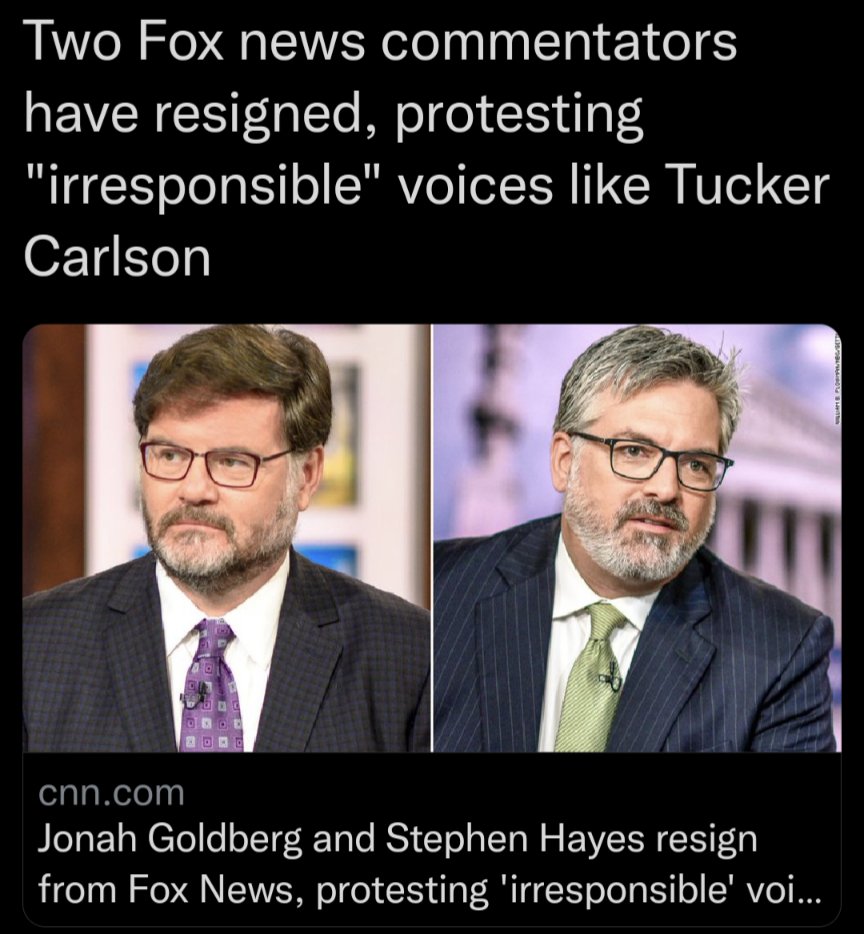 Two Fox news commentators
have resigned, protesting
"irresponsible" voices like Tucker
Carlson
cnn.com
Jonah Goldberg and Stephen Hayes resign
from Fox News, protesting 'irresponsible' voi...